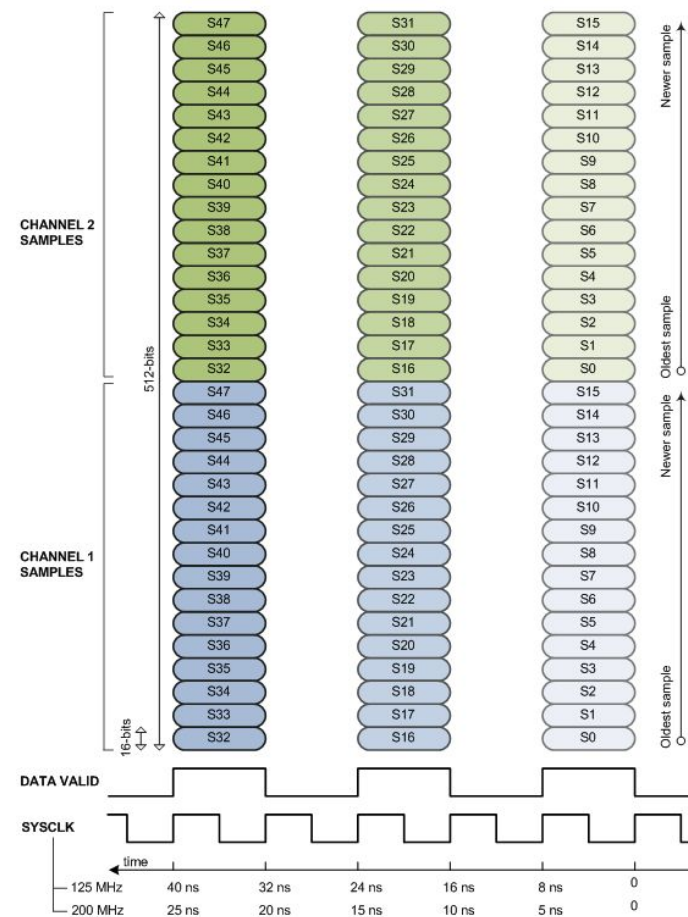 S47 S31 S15
S46 S30 S14
S45 S29 S13
S44 S28 S12
S43 S27 S11
S42 S26 S10
S41 S25 S9
S40 S24 S8
S39 S23 S7
CHANNEL 2
SAMPLES
S38 S22 S6
S37 S21 S5
S36 S20 S4
S35 S19 S3
S34 S18 S2
S33 S17 S1
S32 S16 S0
Newer sample
Oldest sample
512-bits
S47 S31 S15
S46 S30 S14
S45 S29 S13
S44 S28 S12
S43 S27 S11
S42 S26 S10
S41 S25 S9
CHANNEL 1
SAMPLES
S40 S24 S8
S39 S23 S7
S38 S22 S6
S37 S21 S5
S36 S20 S4
S35 S19 S3
S34 S18 S2
S33 S17 S1
S32 S16 S0
Newer sample
Oldest sample
16-bits
DATA VALID
SYSCLK
time
125 MHz 40 ns 32 ns 24 ns 16 ns 8 ns 0
200 MHz 25 ns 20 ns 15 ns 10 ns 5 ns 0